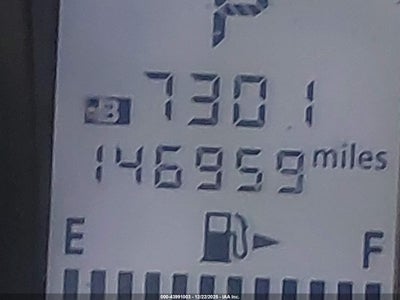 P
B 7301
146959 miles
E F
000-43991003 - 12/22/2025 - IAA Inc.